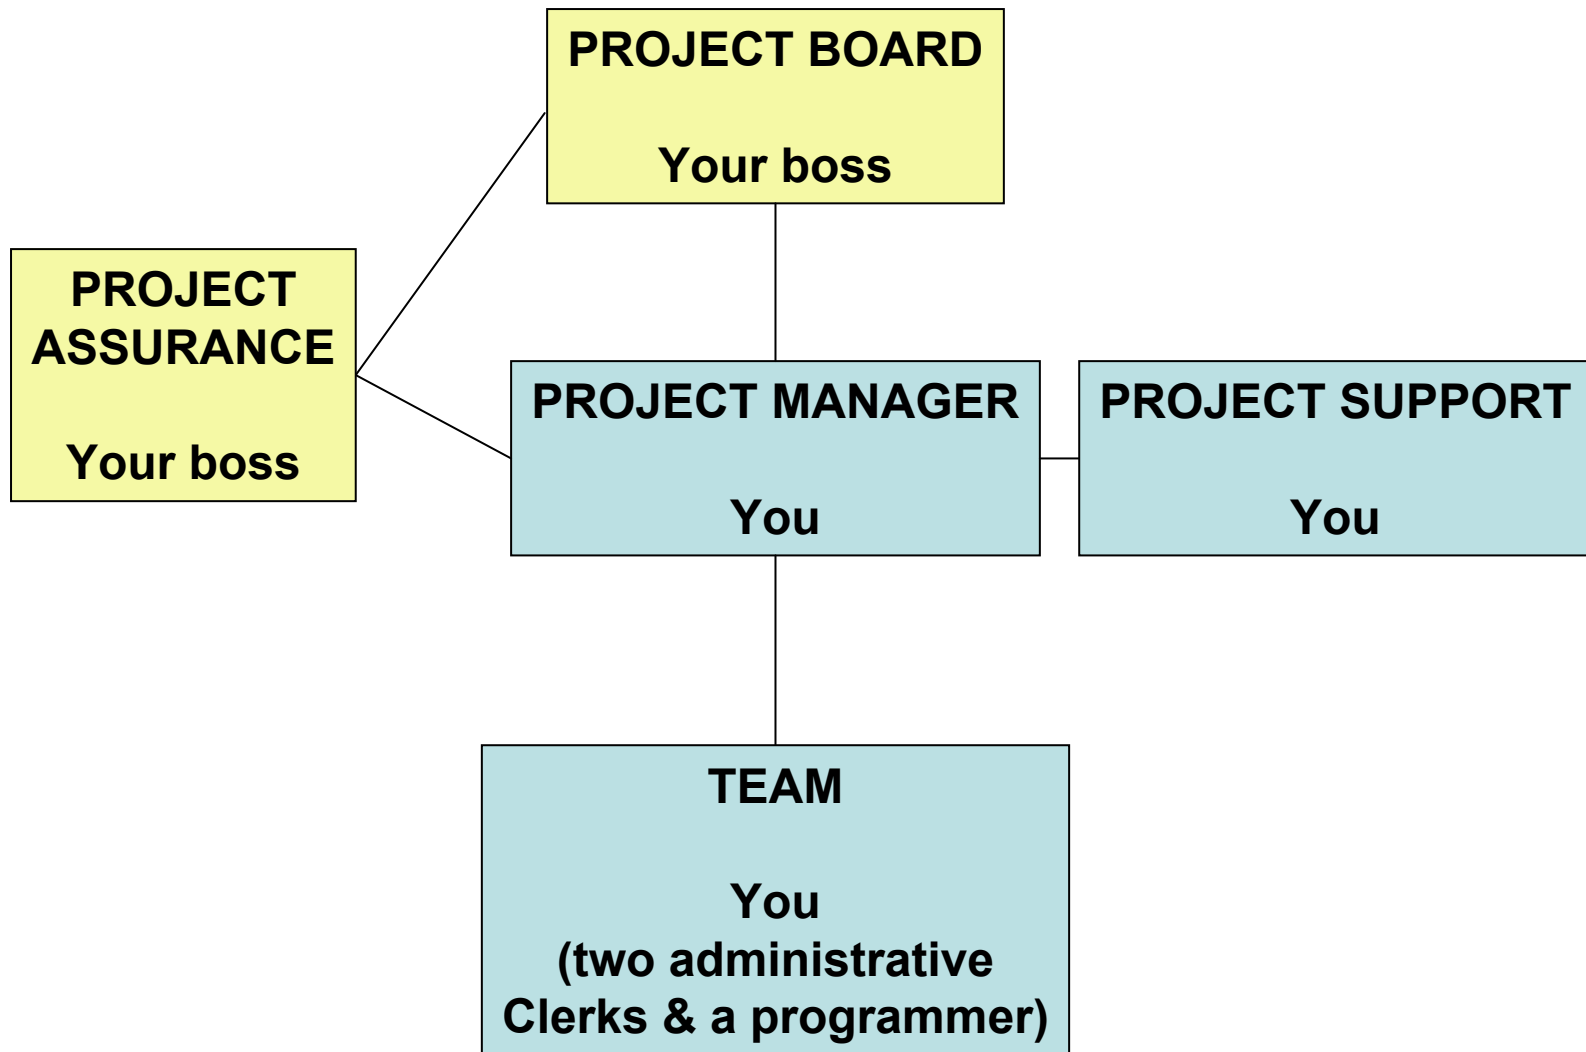 PROJECT BOARD
Your boss
PROJECT
ASSURANCE
Your boss
PROJECT MANAGER
You
PROJECT SUPPORT
You
TEAM
You
(two administrative
Clerks & a programmer)